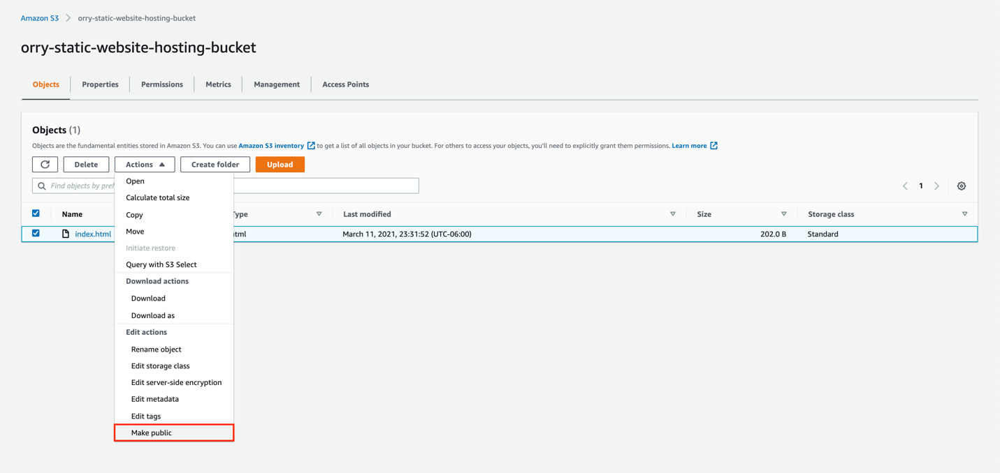 Amazon S3 > orry-static-website-hosting-bucket
orry-static-website-hosting-bucket
Objects Properties Permissions Metrics Management Access Points
Objects (1)
Objects are the fundamental entities stored in Amazon S3. You can use Amazon S3 inventory to get a list of all objects in your bucket. For others to access your objects, you'll need to explicitly grant them permissions. Learn more
Delete Actions Create folder Upload
Find objects by pref
1
Name Type Last modified Size Storage class
index.html html March 11, 2021, 23:31:52 (UTC-06:00) 202.0 B Standard
Open
Calculate total size
Copy
Move
Initiate restore
Query with S3 Select
Download actions
Download
Download as
Edit actions
Rename object
Edit storage class
Edit server-side encryption
Edit metadata
Edit tags
Make public